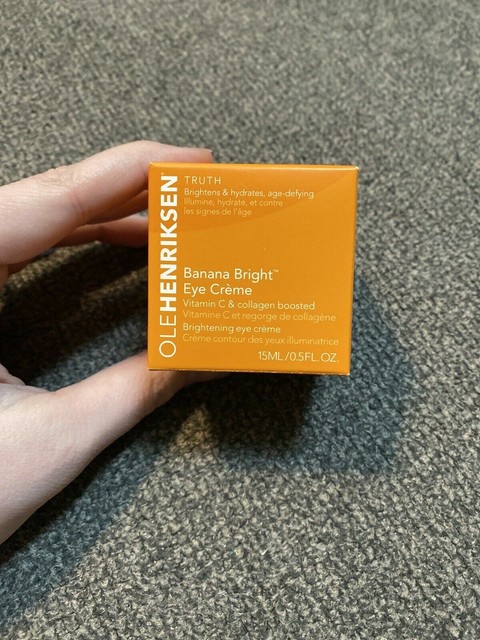 OLEHENRIKSEN
TRUTH
Brightens & hydrates, age-defying
Illumine, hydrate, et contre
les signes de l'âge
Banana Bright™
Eye Crème
Vitamin C & collagen boosted
Vitamine C et regorge de collagène
Brightening eye crème
Crème contour des yeux illuminatrice
15ML/0.5FL.OZ.